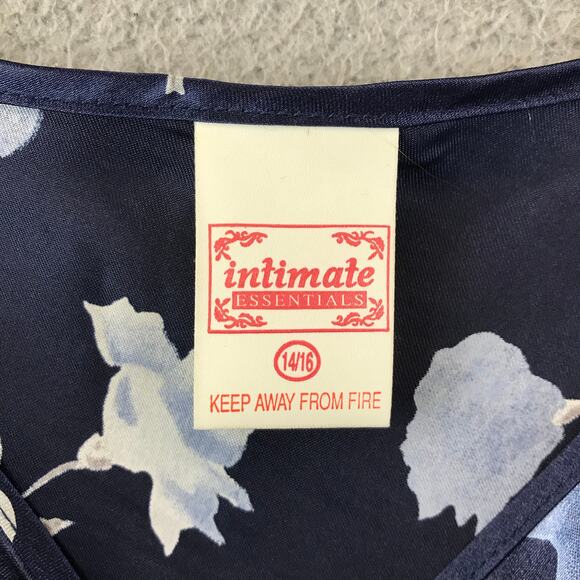 intimate
ESSENTIALS
14/16
KEEP AWAY FROM FIRE